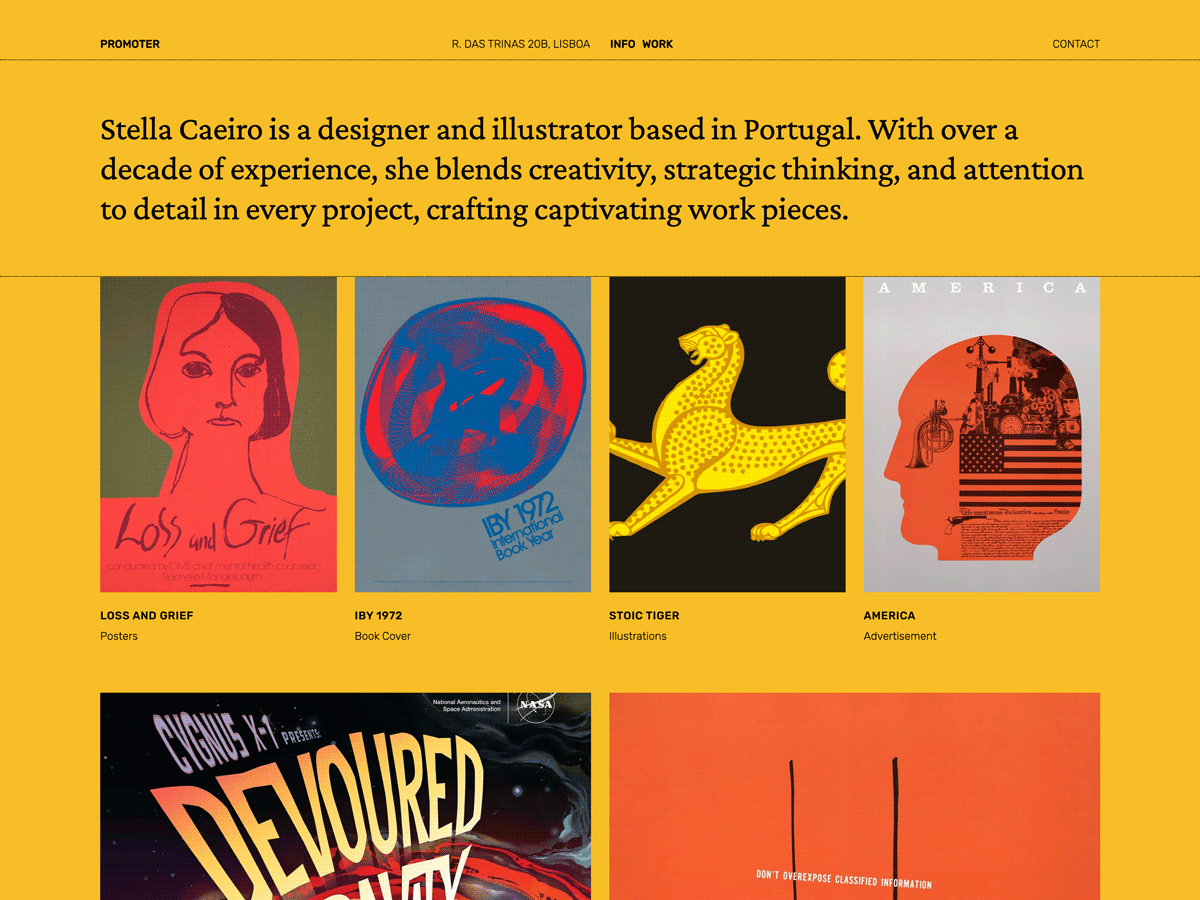 PROMOTER
R. DAS TRINAS 20B, LISBOA
INFO WORK
CONTACT
Stella Caeiro is a designer and illustrator based in Portugal. With over a
decade of experience, she blends creativity, strategic thinking, and attention
to detail in every project, crafting captivating work pieces.
Loss and Grief
conducted by CMS chief mental health counselor,
Rochelle Mandelbaum
IBY 1972
International
Book Year
AMERICA
LOSS AND GRIEF
Posters
IBY 1972
Book Cover
STOIC TIGER
Illustrations
AMERICA
Advertisement
National Aeronautics and
Space Administration
NASA
CYGNUS X-1
PRESENTS:
DEVOURED
DON'T OVEREXPOSE CLASSIFIED INFORMATION